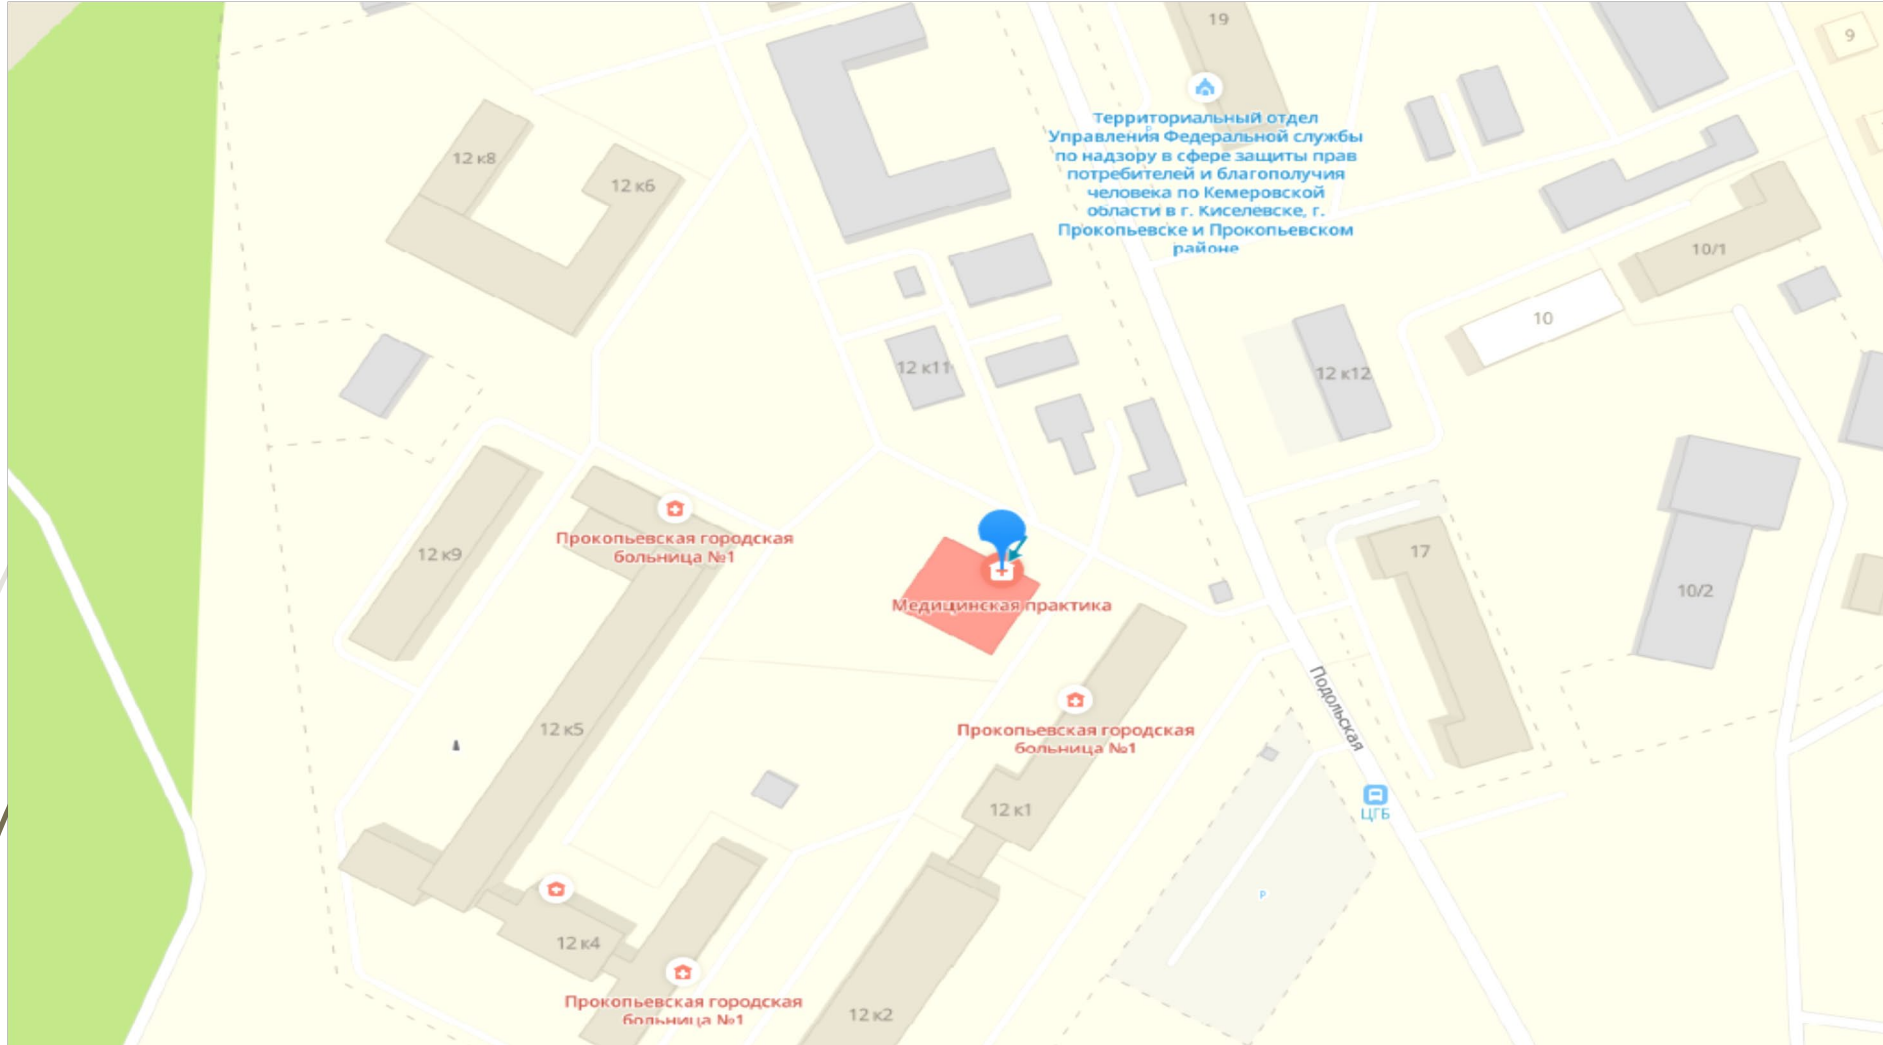 19
9
Территориальный отдел
Управления Федеральной службы
по надзору в сфере защиты прав
потребителей и благополучия
человека по Кемеровской
области в г. Киселевске, г.
Прокопьевске и Прокопьевском
районе
12 к8
12 к6
10/1
10
12 к11
12 к12
Прокопьевская городская
больница №1
12 к9
17
10/2
Медицинская практика
Подольская
12 к5
Прокопьевская городская
больница №1
12 к1
ЦГБ
P
12 к4
Прокопьевская городская
больница №1
12 к2